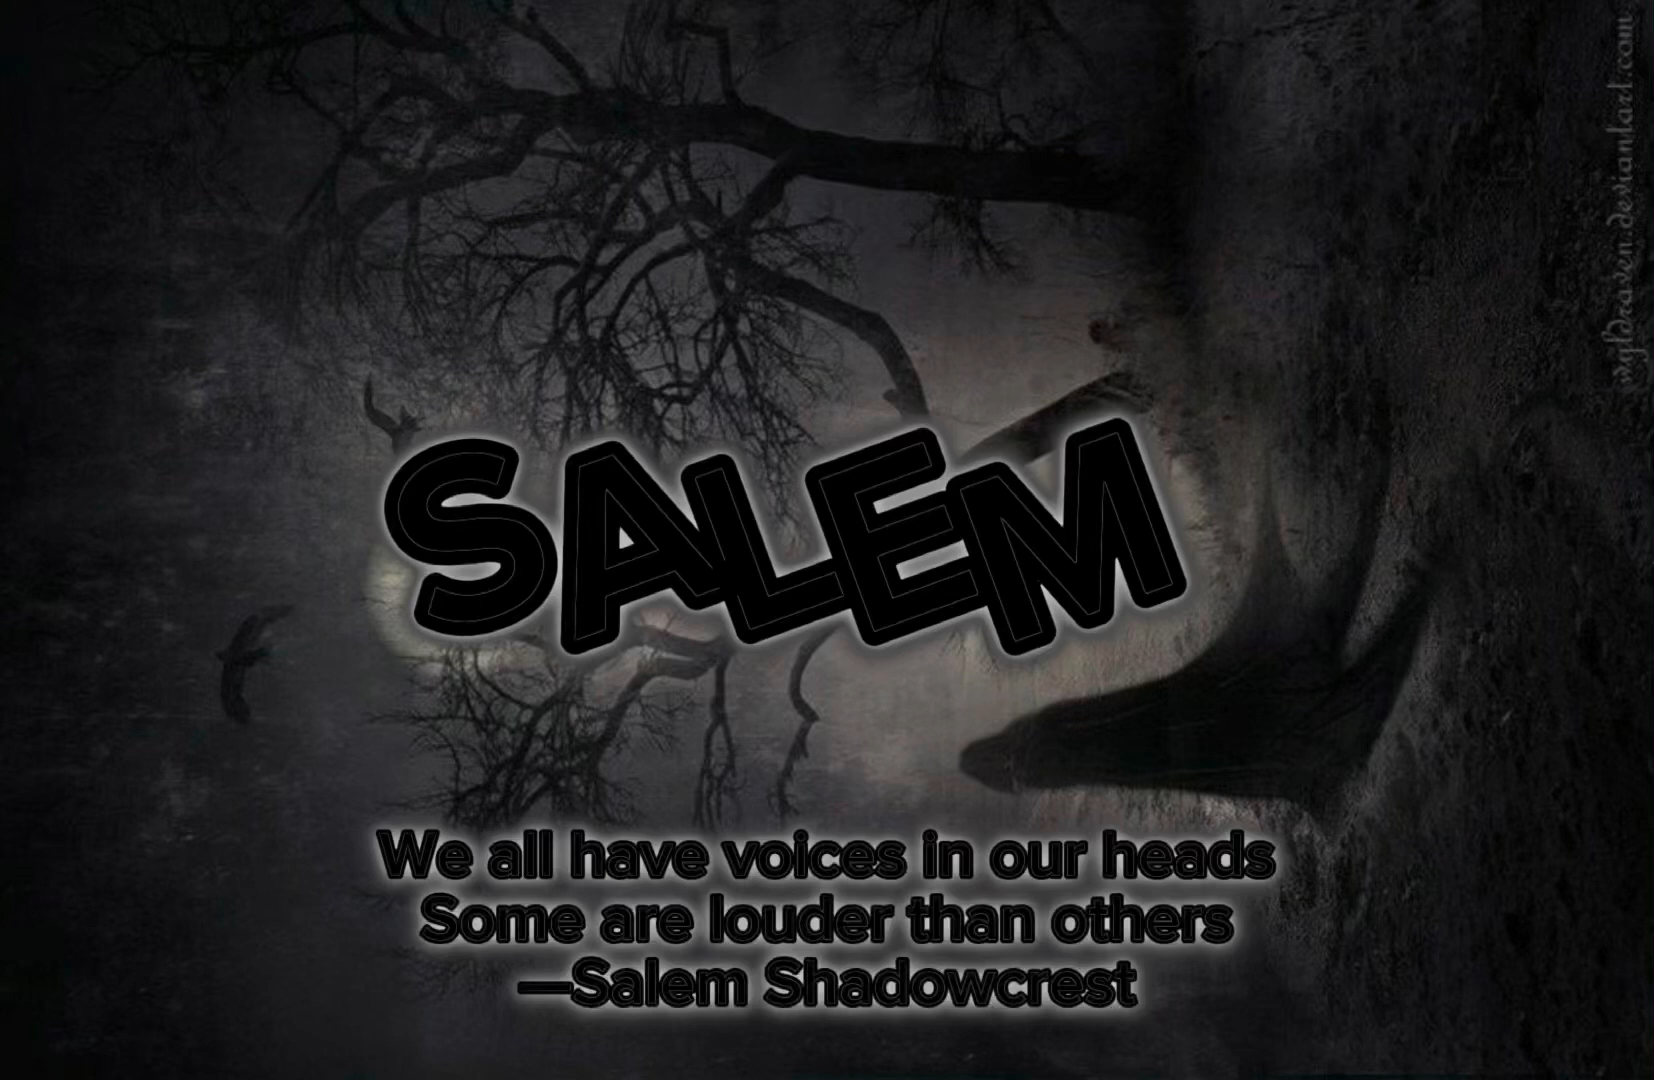 SALEM
We all have voices in our heads
Some are louder than others
—Salem Shadowcrest